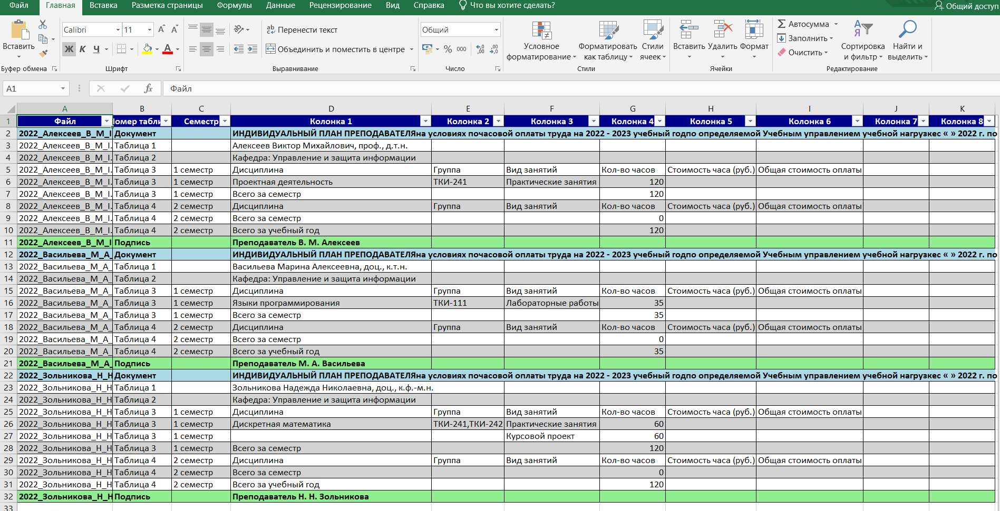 Файл Главная Вставка Разметка страницы Формулы Данные Рецензирование Вид Справка Что вы хотите сделать? Общий доступ
Вставить
Буфер обмена
Calibri 11
Ж К Ч
Шрифт
Перенести текст
Объединить и поместить в центре
Выравнивание
Общий
% 000
Число
Условное форматирование
Форматировать как таблицу
Стили ячеек
Стили
Вставить Удалить Формат
Ячейки
Автосумма
Заполнить
Очистить
Сортировка и фильтр
Найти и выделить
Редактирование
A1 fx Файл
A B C D E F G H I J K
1 Файл Семестр Колонка 1 Колонка 2 Колонка 3 Колонка 4 Колонка 5 Колонка 6 Колонка 7 Колонка 8
2 2022_Алексеев_В_М_I Документ ИНДИВИДУАЛЬНЫЙ ПЛАН ПРЕПОДАВАТЕЛЯна условиях почасовой оплаты труда на 2022 - 2023 учебный годпо определяемой Учебным управлением учебной нагрузкес « » 2022 г. по
3 2022_Алексеев_В_М_I. Таблица 1 Алексеев Виктор Михайлович, проф., д.т.н.
4 2022_Алексеев_В_М_I. Таблица 2 Кафедра: Управление и защита информации
5 2022_Алексеев_В_М_I. Таблица 3 1 семестр Дисциплина Группа Вид занятий Кол-во часов Стоимость часа (руб.) Общая стоимость оплаты
6 2022_Алексеев_В_М_I. Таблица 3 1 семестр Проектная деятельность ТКИ-241 Практические занятия 120
7 2022_Алексеев_В_М_I. Таблица 3 1 семестр Всего за семестр 120
8 2022_Алексеев_В_М_I. Таблица 4 2 семестр Дисциплина Группа Вид занятий Кол-во часов Стоимость часа (руб.) Общая стоимость оплаты
9 2022_Алексеев_В_М_I. Таблица 4 2 семестр Всего за семестр 0
10 2022_Алексеев_В_М_I. Таблица 4 2 семестр Всего за учебный год 120
11 2022_Алексеев_В_М_I Подпись Преподаватель В. М. Алексеев
12 2022_Васильева_М_А_ Документ ИНДИВИДУАЛЬНЫЙ ПЛАН ПРЕПОДАВАТЕЛЯна условиях почасовой оплаты труда на 2022 - 2023 учебный годпо определяемой Учебным управлением учебной нагрузкес « » 2022 г. по
13 2022_Васильева_М_А_ Таблица 1 Васильева Марина Алексеевна, доц., к.т.н.
14 2022_Васильева_М_А_ Таблица 2 Кафедра: Управление и защита информации
15 2022_Васильева_М_А_ Таблица 3 1 семестр Дисциплина Группа Вид занятий Кол-во часов Стоимость часа (руб.) Общая стоимость оплаты
16 2022_Васильева_М_А_ Таблица 3 1 семестр Языки программирования ТКИ-111 Лабораторные работы 35
17 2022_Васильева_М_А_ Таблица 3 1 семестр Всего за семестр 35
18 2022_Васильева_М_А_ Таблица 4 2 семестр Дисциплина Группа Вид занятий Кол-во часов Стоимость часа (руб.) Общая стоимость оплаты
19 2022_Васильева_М_А_ Таблица 4 2 семестр Всего за семестр 0
20 2022_Васильева_М_А_ Таблица 4 2 семестр Всего за учебный год 35
21 2022_Васильева_М_А_ Подпись Преподаватель М. А. Васильева
22 2022_Зольникова_Н_Н Документ ИНДИВИДУАЛЬНЫЙ ПЛАН ПРЕПОДАВАТЕЛЯна условиях почасовой оплаты труда на 2022 - 2023 учебный годпо определяемой Учебным управлением учебной нагрузкес « » 2022 г. по
23 2022_Зольникова_Н_Н Таблица 1 Зольникова Надежда Николаевна, доц., к.ф.-м.н.
24 2022_Зольникова_Н_Н Таблица 2 Кафедра: Управление и защита информации
25 2022_Зольникова_Н_Н Таблица 3 1 семестр Дисциплина Группа Вид занятий Кол-во часов Стоимость часа (руб.) Общая стоимость оплаты
26 2022_Зольникова_Н_Н Таблица 3 1 семестр Дискретная математика ТКИ-241,ТКИ-242 Практические занятия 60
27 2022_Зольникова_Н_Н Таблица 3 1 семестр Курсовой проект 60
28 2022_Зольникова_Н_Н Таблица 3 1 семестр Всего за семестр 120
29 2022_Зольникова_Н_Н Таблица 4 2 семестр Дисциплина Группа Вид занятий Кол-во часов Стоимость часа (руб.) Общая стоимость оплаты
30 2022_Зольникова_Н_Н Таблица 4 2 семестр Всего за семестр 0
31 2022_Зольникова_Н_Н Таблица 4 2 семестр Всего за учебный год 120
32 2022_Зольникова_Н_Н Подпись Преподаватель Н. Н. Зольникова
33